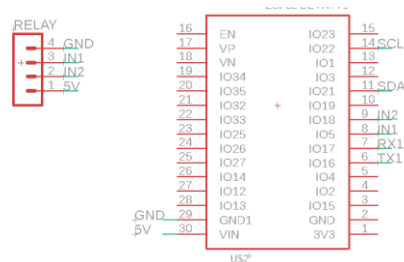 RELAY
4 GND
3 IN1
2 IN2
1 5V
16 EN IO23 15
17 VP IO22 14 SCL
18 VN IO1 13
19 IO34 IO3 12
20 IO35 IO21 11 SDA
21 IO32 IO19 10
22 IO33 IO18 9 IN2
23 IO25 IO5 8 IN1
24 IO26 IO17 7 RX1
25 IO27 IO16 6 TX1
26 IO14 IO4 5
27 IO12 IO2 4
28 IO13 IO15 3
GND 29 GND1 GND 2
5V 30 VIN 3V3 1
U$2